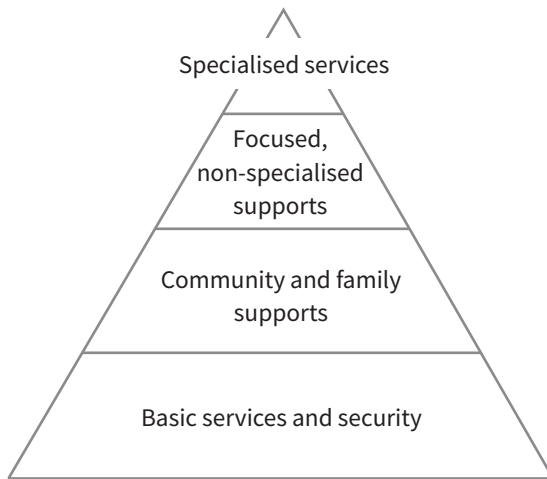 Specialised services
Focused,
non-specialised
supports
Community and family
supports
Basic services and security